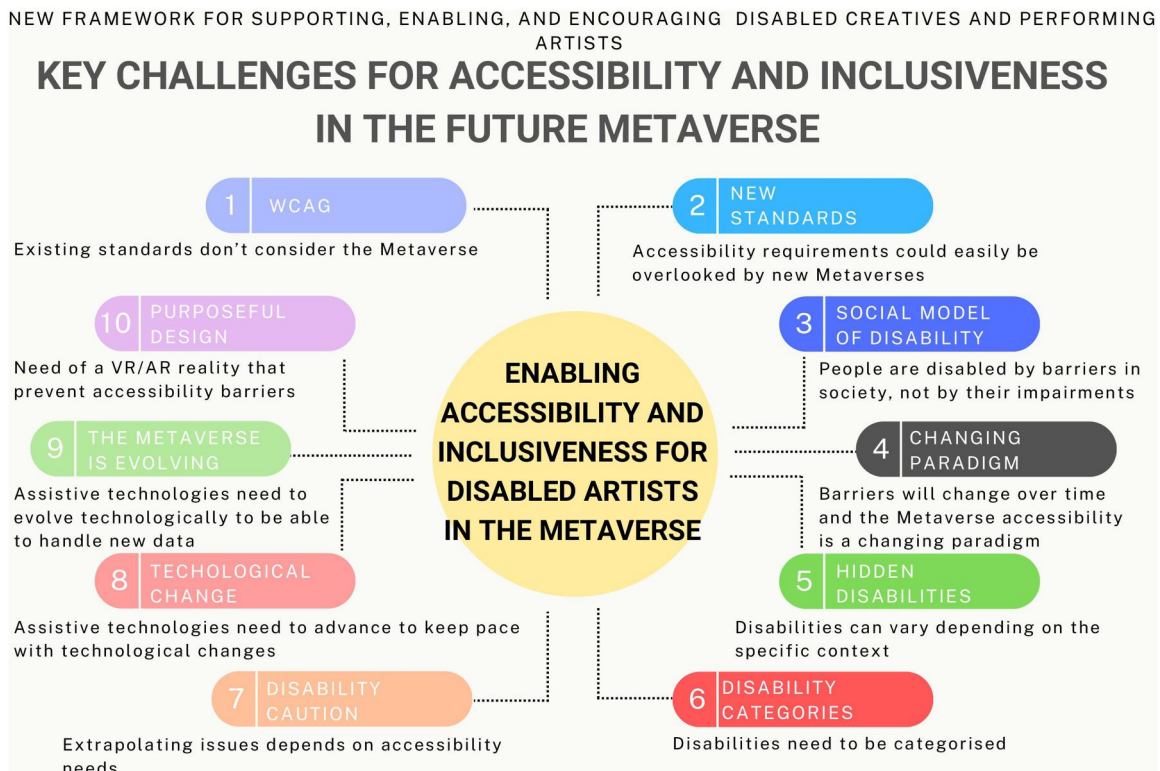 NEW FRAMEWORK FOR SUPPORTING, ENABLING, AND ENCOURAGING DISABLED CREATIVES AND PERFORMING
ARTISTS
KEY CHALLENGES FOR ACCESSIBILITY AND INCLUSIVENESS
IN THE FUTURE METAVERSE
1 WCAG
Existing standards don't consider the Metaverse
2 NEW
STANDARDS
Accessibility requirements could easily be
overlooked by new Metaverses
3 SOCIAL MODEL
OF DISABILITY
People are disabled by barriers in
society, not by their impairments
4 CHANGING
PARADIGM
Barriers will change over time
and the Metaverse accessibility
is a changing paradigm
5 HIDDEN
DISABILITIES
Disabilities can vary depending on the
specific context
6 DISABILITY
CATEGORIES
Disabilities need to be categorised
7 DISABILITY
CAUTION
Extrapolating issues depends on accessibility
needs
8 TECHOLOGICAL
CHANGE
Assistive technologies need to advance to keep pace
with technological changes
9 THE METAVERSE
IS EVOLVING
Assistive technologies need to
evolve technologically to be able
to handle new data
10 PURPOSEFUL
DESIGN
Need of a VR/AR reality that
prevent accessibility barriers
ENABLING
ACCESSIBILITY AND
INCLUSIVENESS FOR
DISABLED ARTISTS
IN THE METAVERSE